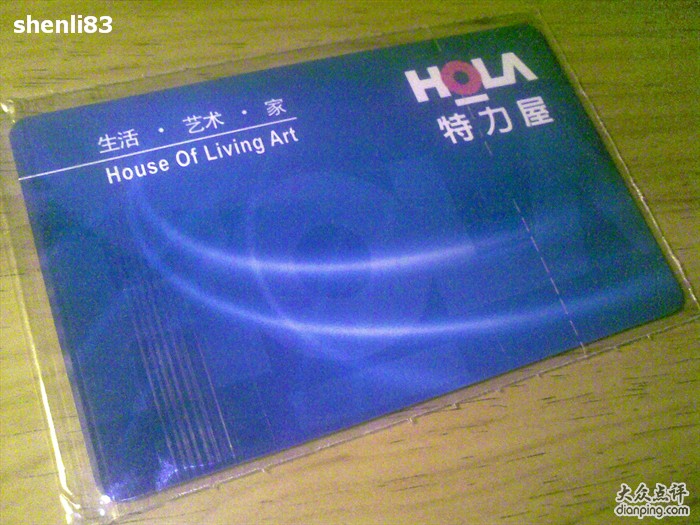 shenli83
HOLA
特力屋
生活 · 艺术 · 家
House Of Living Art
大众点评
dianping.com